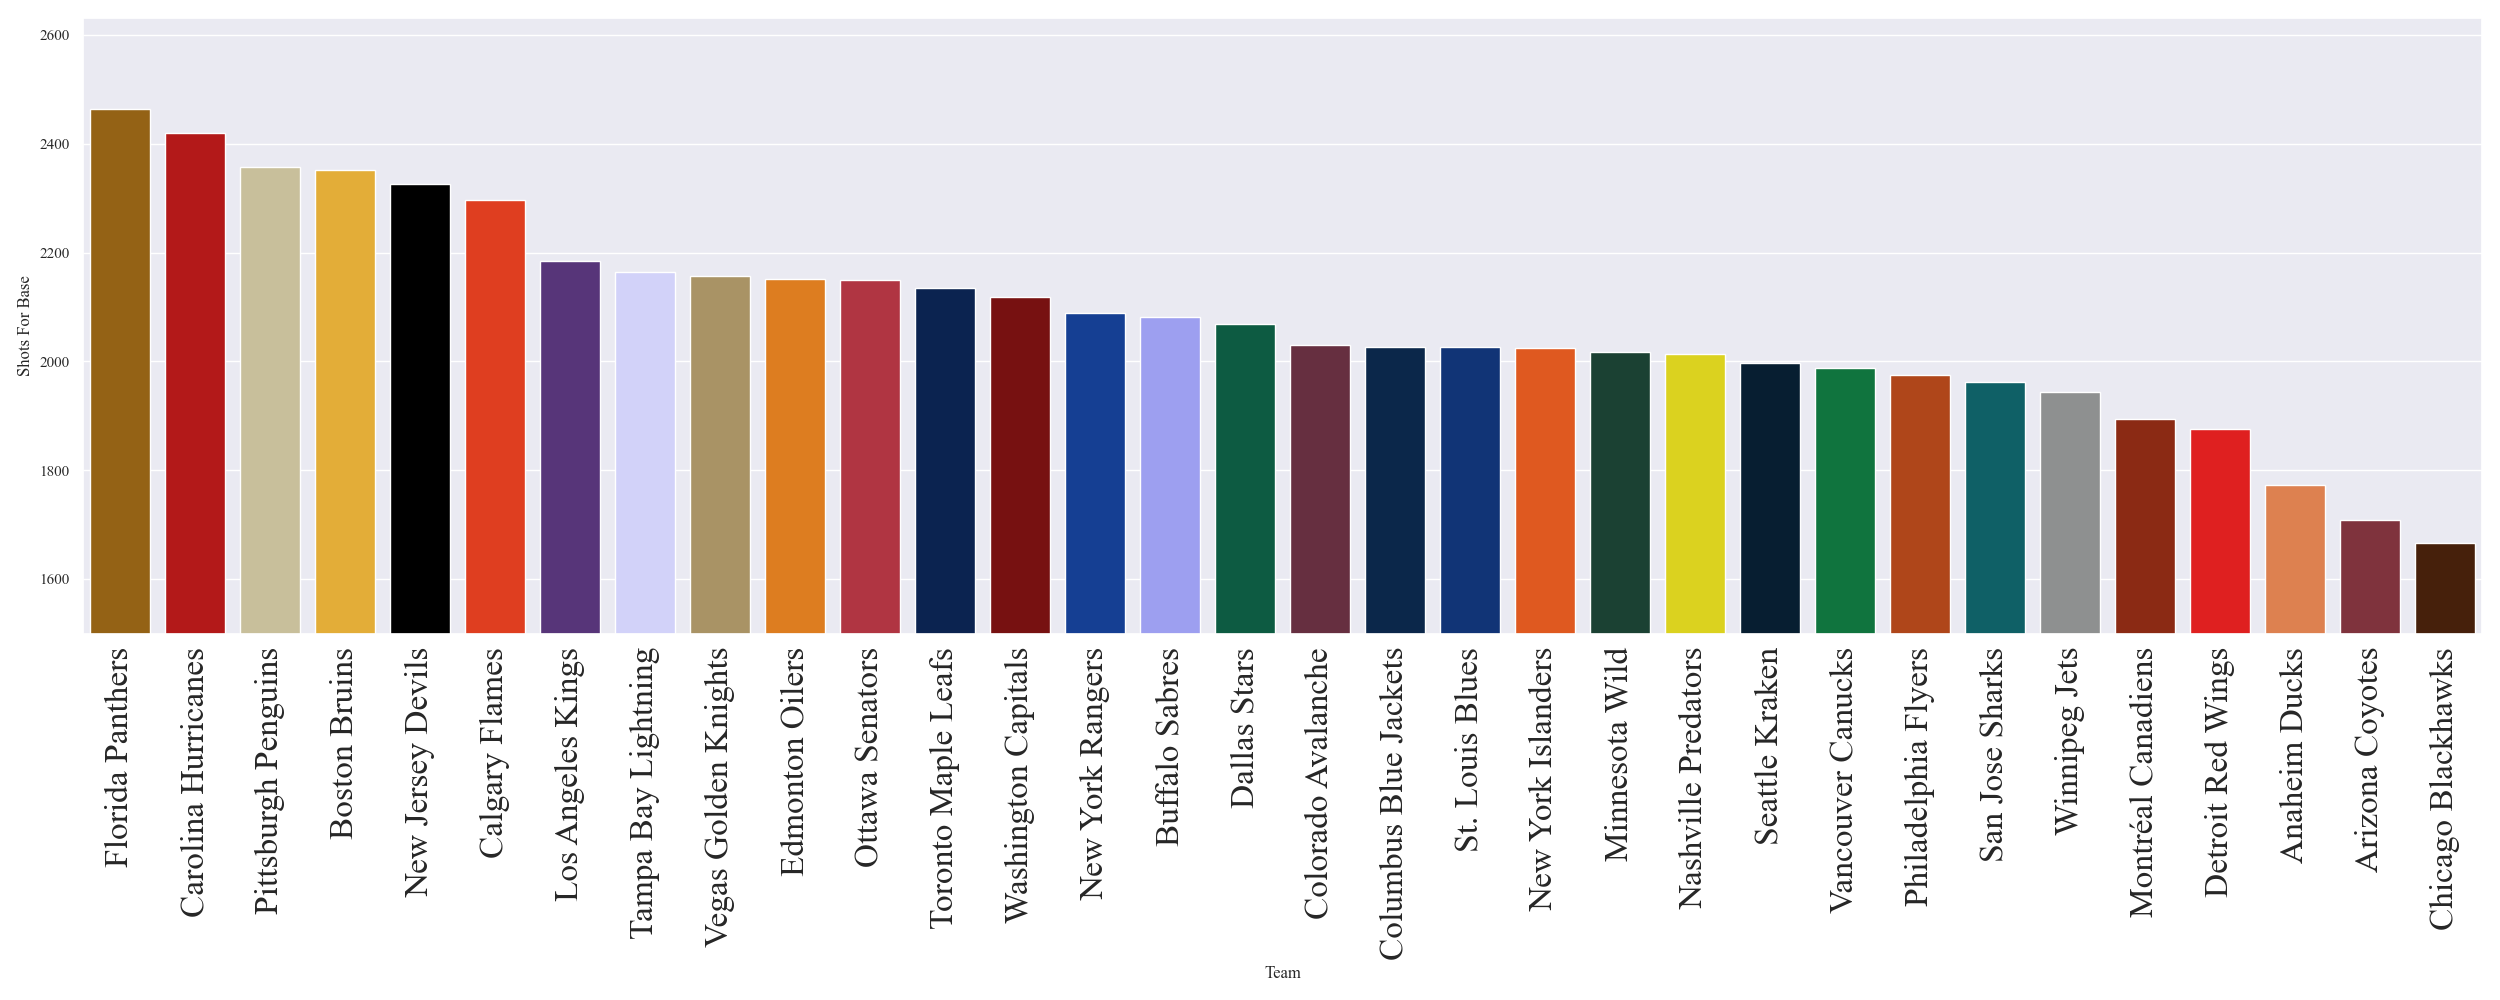 2600
2400
2200
2000
1800
1600
Shots For Base
Florida Panthers
Carolina Hurricanes
Pittsburgh Penguins
Boston Bruins
New Jersey Devils
Calgary Flames
Los Angeles Kings
Tampa Bay Lightning
Vegas Golden Knights
Edmonton Oilers
Ottawa Senators
Toronto Maple Leafs
Washington Capitals
New York Rangers
Buffalo Sabres
Dallas Stars
Colorado Avalanche
Columbus Blue Jackets
St. Louis Blues
New York Islanders
Minnesota Wild
Nashville Predators
Seattle Kraken
Vancouver Canucks
Philadelphia Flyers
San Jose Sharks
Winnipeg Jets
Montréal Canadiens
Detroit Red Wings
Anaheim Ducks
Arizona Coyotes
Chicago Blackhawks
Team